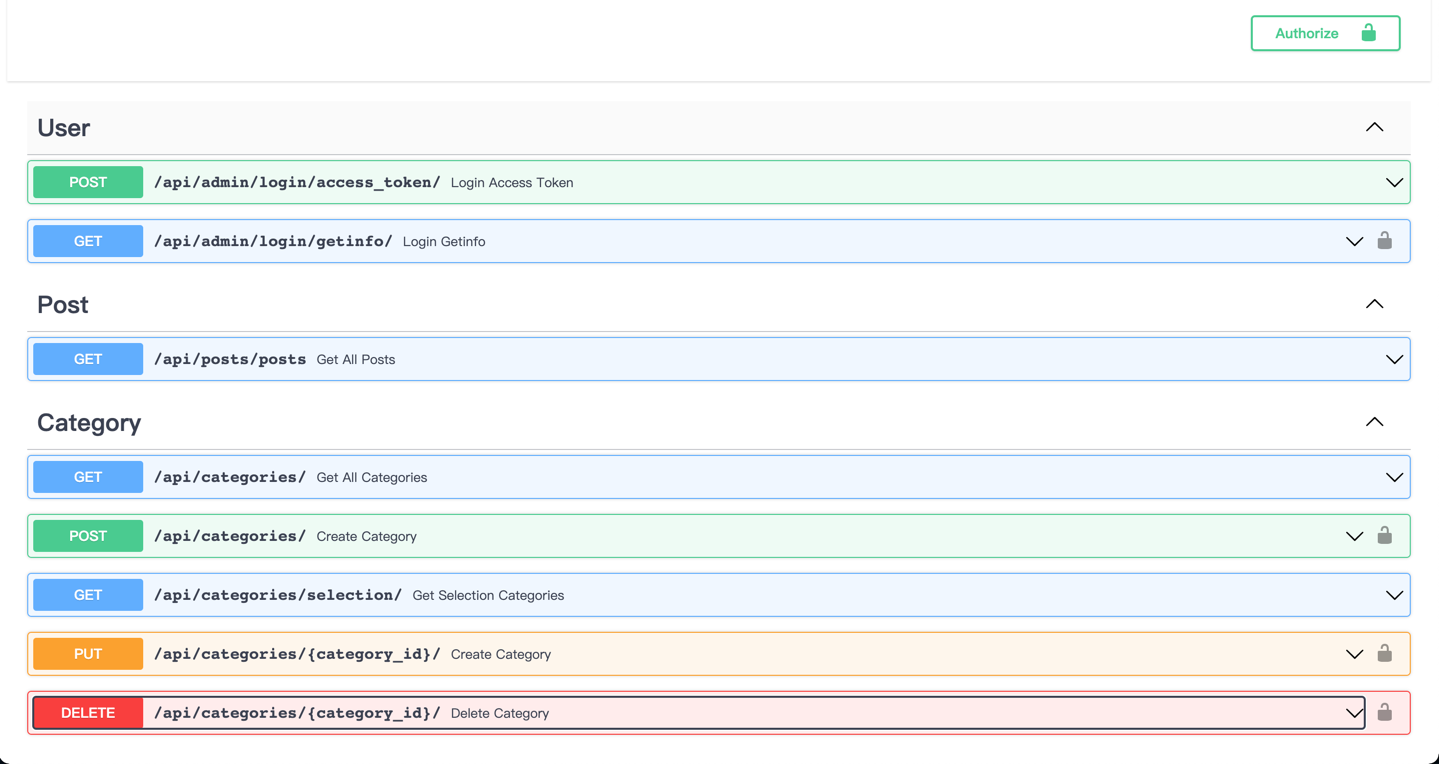 Authorize
User
POST /api/admin/login/access_token/ Login Access Token
GET /api/admin/login/getinfo/ Login Getinfo
Post
GET /api/posts/posts Get All Posts
Category
GET /api/categories/ Get All Categories
POST /api/categories/ Create Category
GET /api/categories/selection/ Get Selection Categories
PUT /api/categories/{category_id}/ Create Category
DELETE /api/categories/{category_id}/ Delete Category